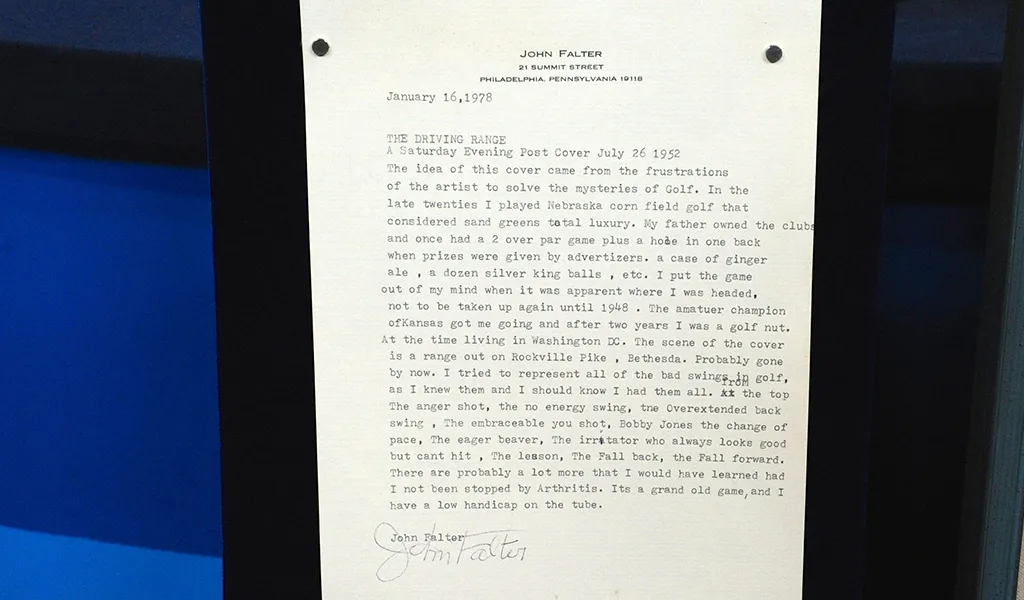 JOHN FALTER
21 SUMMIT STREET
PHILADELPHIA, PENNSYLVANIA 19118
January 16,1978
THE DRIVING RANGE
A Saturday Evening Post Cover July 26 1952
The idea of this cover came from the frustrations
of the artist to solve the mysteries of Golf. In the
late twenties I played Nebraska corn field golf that
considered sand greens total luxury. My father owned the clubs
and once had a 2 over par game plus a hole in one back
when prizes were given by advertizers. a case of ginger
ale , a dozen silver king balls , etc. I put the game
out of my mind when it was apparent where I was headed,
not to be taken up again until 1948 . The amatuer champion
ofKansas got me going and after two years I was a golf nut.
At the time living in Washington DC. The scene of the cover
is a range out on Rockville Pike , Bethesda. Probably gone
by now. I tried to represent all of the bad swings in golf,
as I knew them and I should know I had them all. from the top
The anger shot, the no energy swing, tne Overextended back
swing , The embraceable you shot, Bobby Jones the change of
pace, The eager beaver, The irritator who always looks good
but cant hit , The lesson, The Fall back, the Fall forward.
There are probably a lot more that I would have learned had
I not been stopped by Arthritis. Its a grand old game, and I
have a low handicap on the tube.
John Falter
John Falter